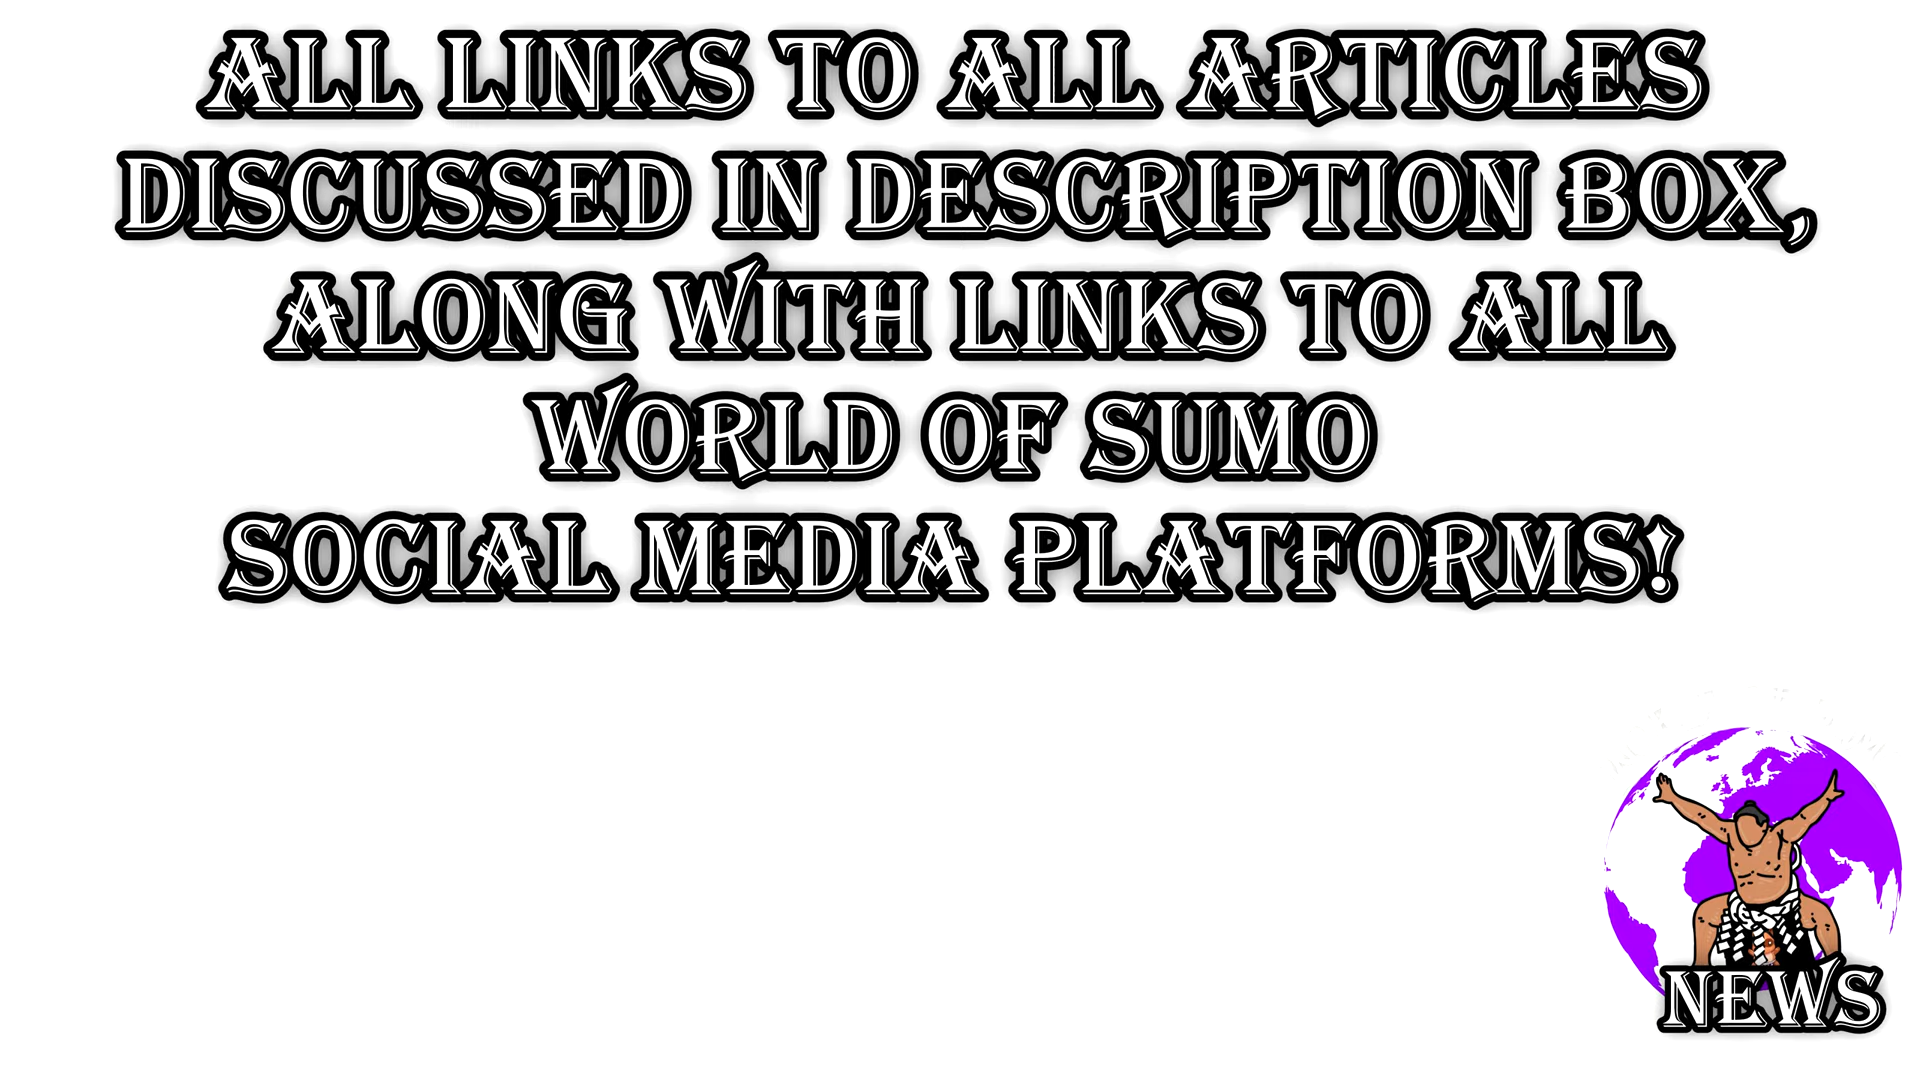 ALL LINKS TO ALL ARTICLES
DISCUSSED IN DESCRIPTION BOX,
ALONG WITH LINKS TO ALL
WORLD OF SUMO
SOCIAL MEDIA PLATFORMS!
NEWS